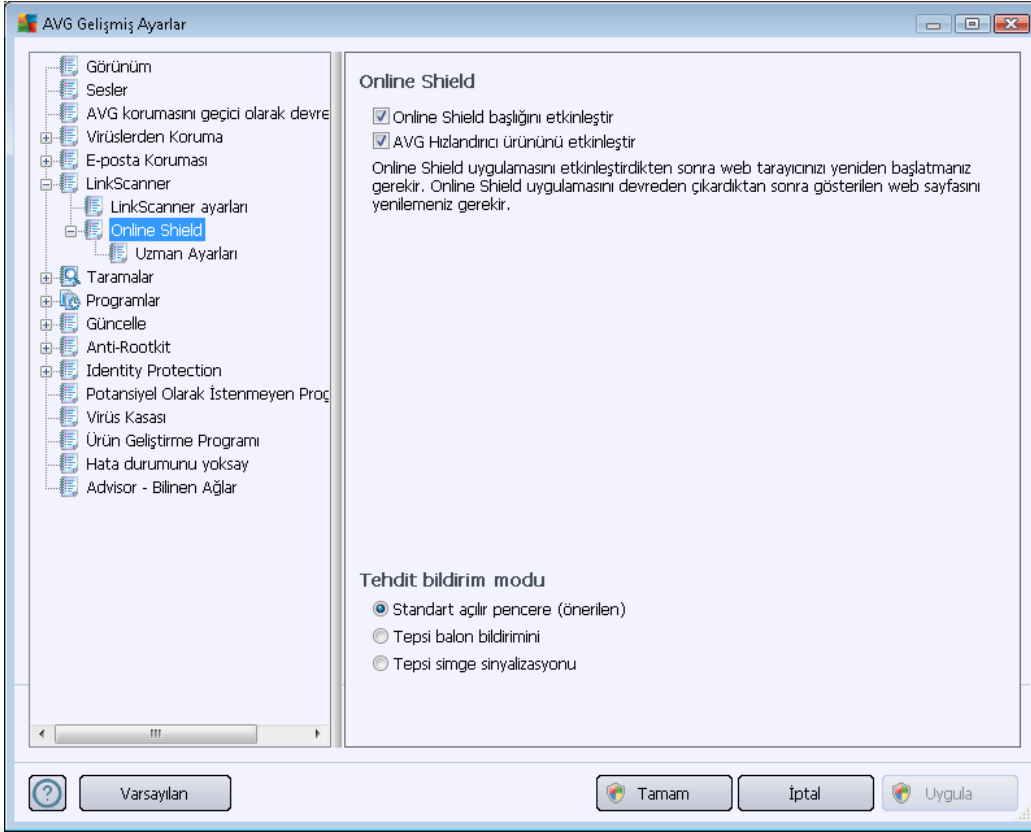 AVG Gelişmiş Ayarlar
Görünüm
Sesler
AVG korumasını geçici olarak devre
Virüslerden Koruma
E-posta Koruması
LinkScanner
LinkScanner ayarları
Online Shield
Uzman Ayarları
Taramalar
Programlar
Güncelle
Anti-Rootkit
Identity Protection
Potansiyel Olarak İstenmeyen Prog
Virüs Kasası
Ürün Geliştirme Programı
Hata durumunu yoksay
Advisor - Bilinen Ağlar
Online Shield
Online Shield başlığını etkinleştir
AVG Hızlandırıcı ürününü etkinleştir
Online Shield uygulamasını etkinleştirdikten sonra web tarayıcınızı yeniden başlatmanız
gerekir. Online Shield uygulamasını devreden çıkardıktan sonra gösterilen web sayfasını
yenilemeniz gerekir.
Tehdit bildirim modu
Standart açılır pencere (önerilen)
Tepsi balon bildirimini
Tepsi simge sinyalizasyonu
Varsayılan
Tamam
İptal
Uygula